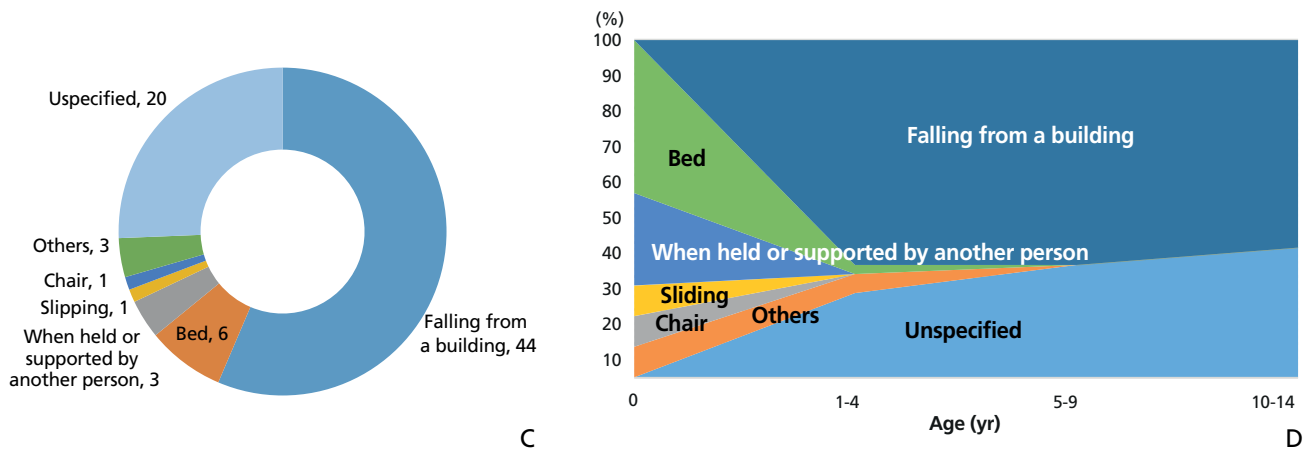 Uspecified, 20
Others, 3
Chair, 1
Slipping, 1
When held or
supported by
another person, 3
Bed, 6
Falling from
a building, 44
C
(%)
100
90
80
70
60
50
40
30
20
10
Falling from a building
Bed
When held or supported by another person
Sliding
Chair
Others
Unspecified
0
1-4
5-9
10-14
Age (yr)
D